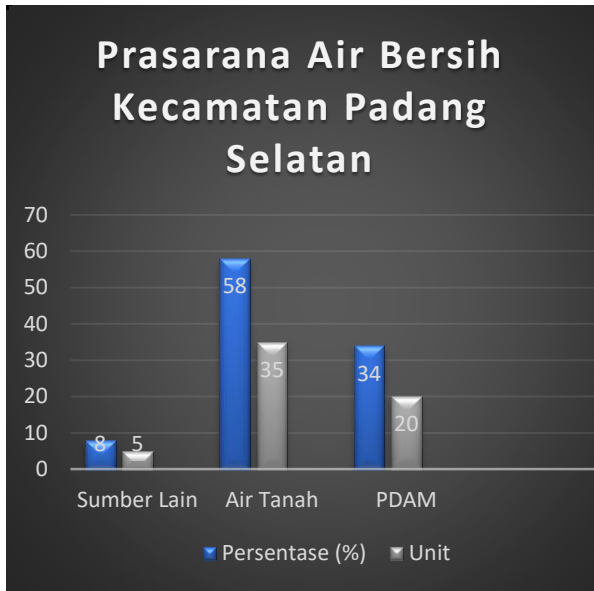 Prasarana Air Bersih
Kecamatan Padang
Selatan
70
60
50
40
30
20
10
0
8
5
58
35
34
20
Sumber Lain
Air Tanah
PDAM
Persentase (%)
Unit